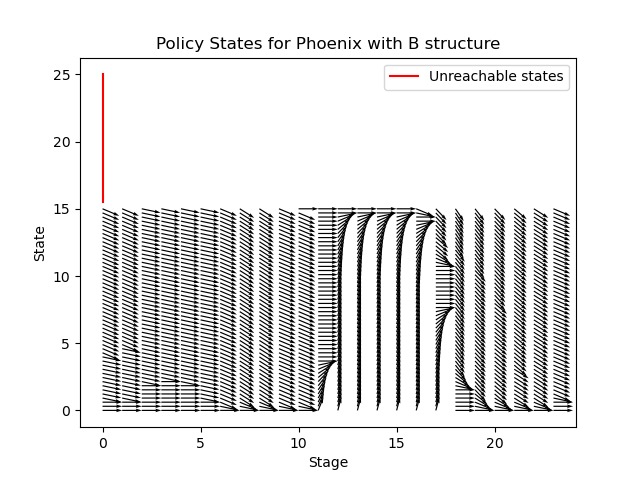 Policy States for Phoenix with B structure
Unreachable states
25
20
15
10
5
0
State
0 5 10 15 20
Stage